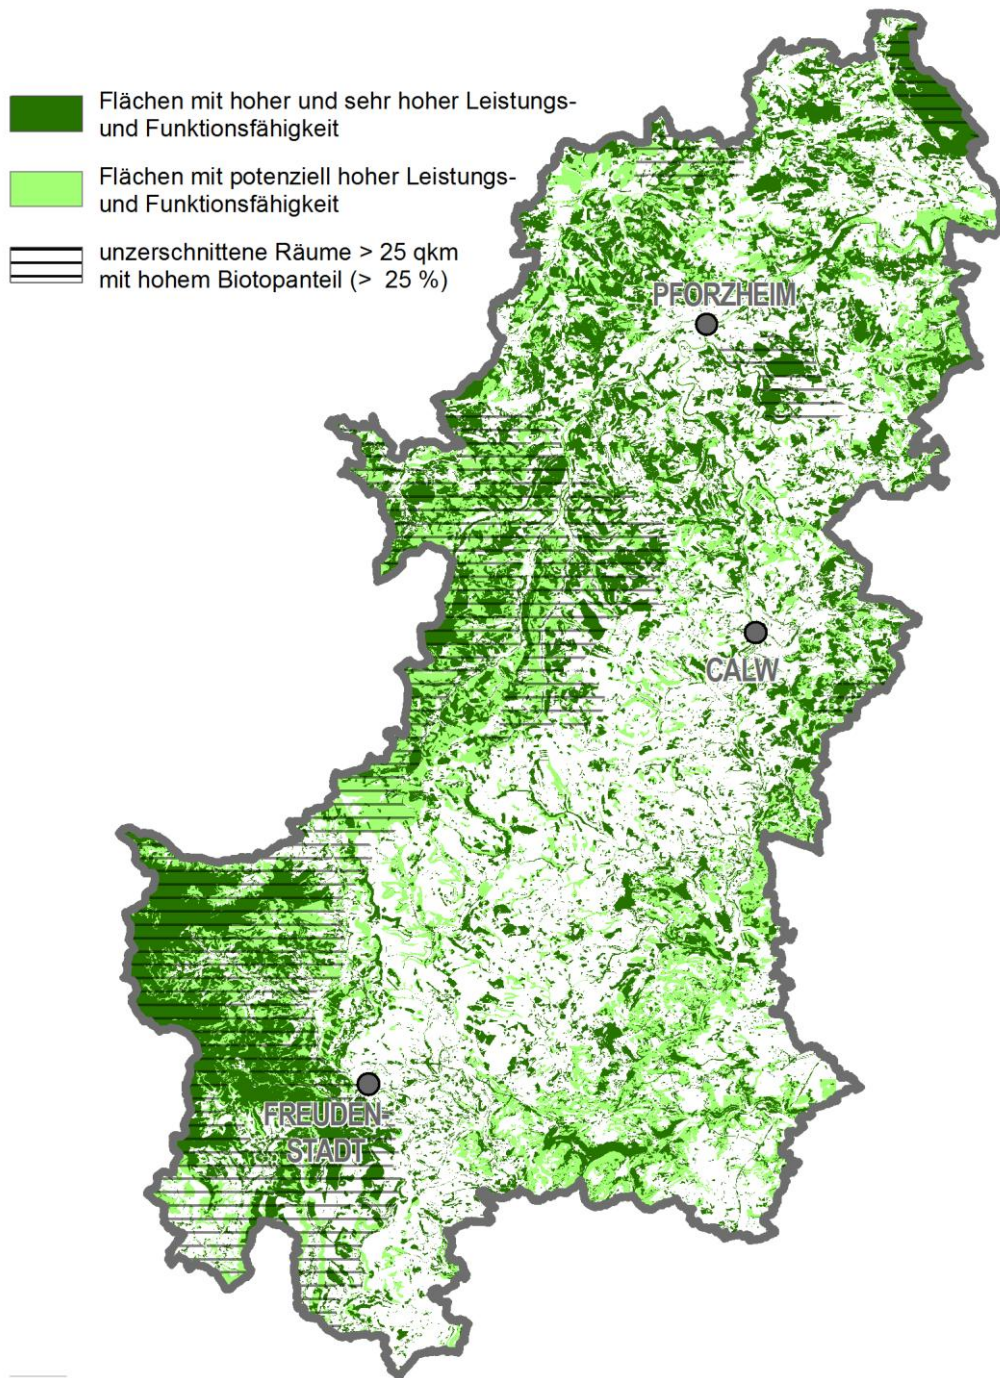 Flächen mit hoher und sehr hoher Leistungs-
und Funktionsfähigkeit
Flächen mit potenziell hoher Leistungs-
und Funktionsfähigkeit
unzerschnittene Räume > 25 qkm
mit hohem Biotopanteil (> 25 %)
PFORZHEIM
CALW
FREUDEN-
STADT